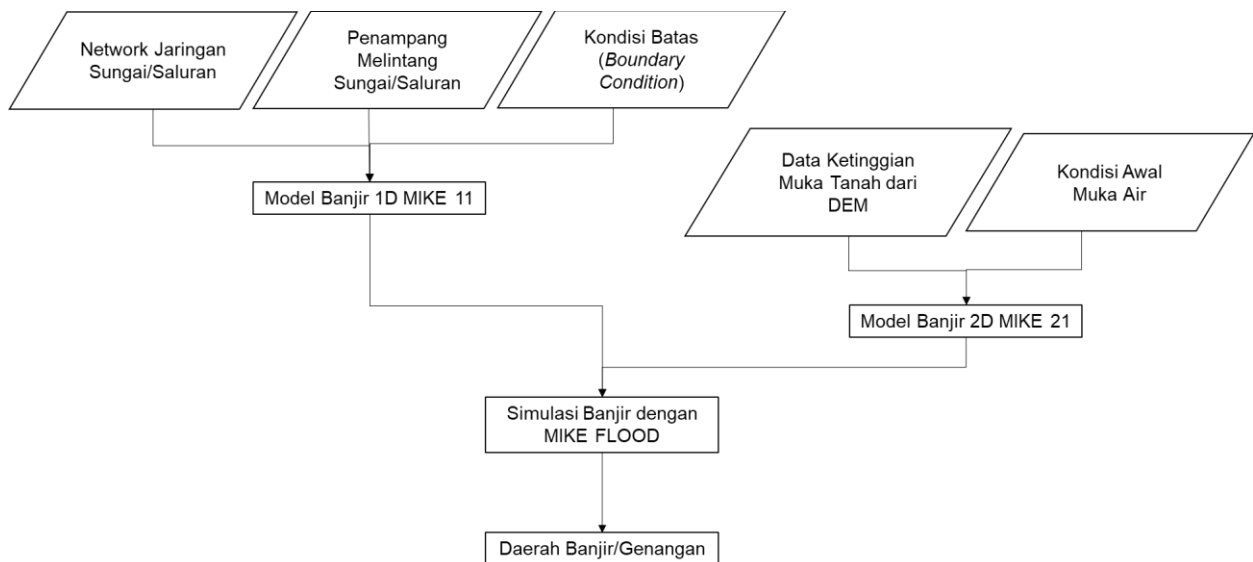 Network Jaringan
Sungai/Saluran
Penampang
Melintang
Sungai/Saluran
Kondisi Batas
(Boundary
Condition)
Model Banjir 1D MIKE 11
Data Ketinggian
Muka Tanah dari
DEM
Kondisi Awal
Muka Air
Model Banjir 2D MIKE 21
Simulasi Banjir dengan
MIKE FLOOD
Daerah Banjir/Genangan